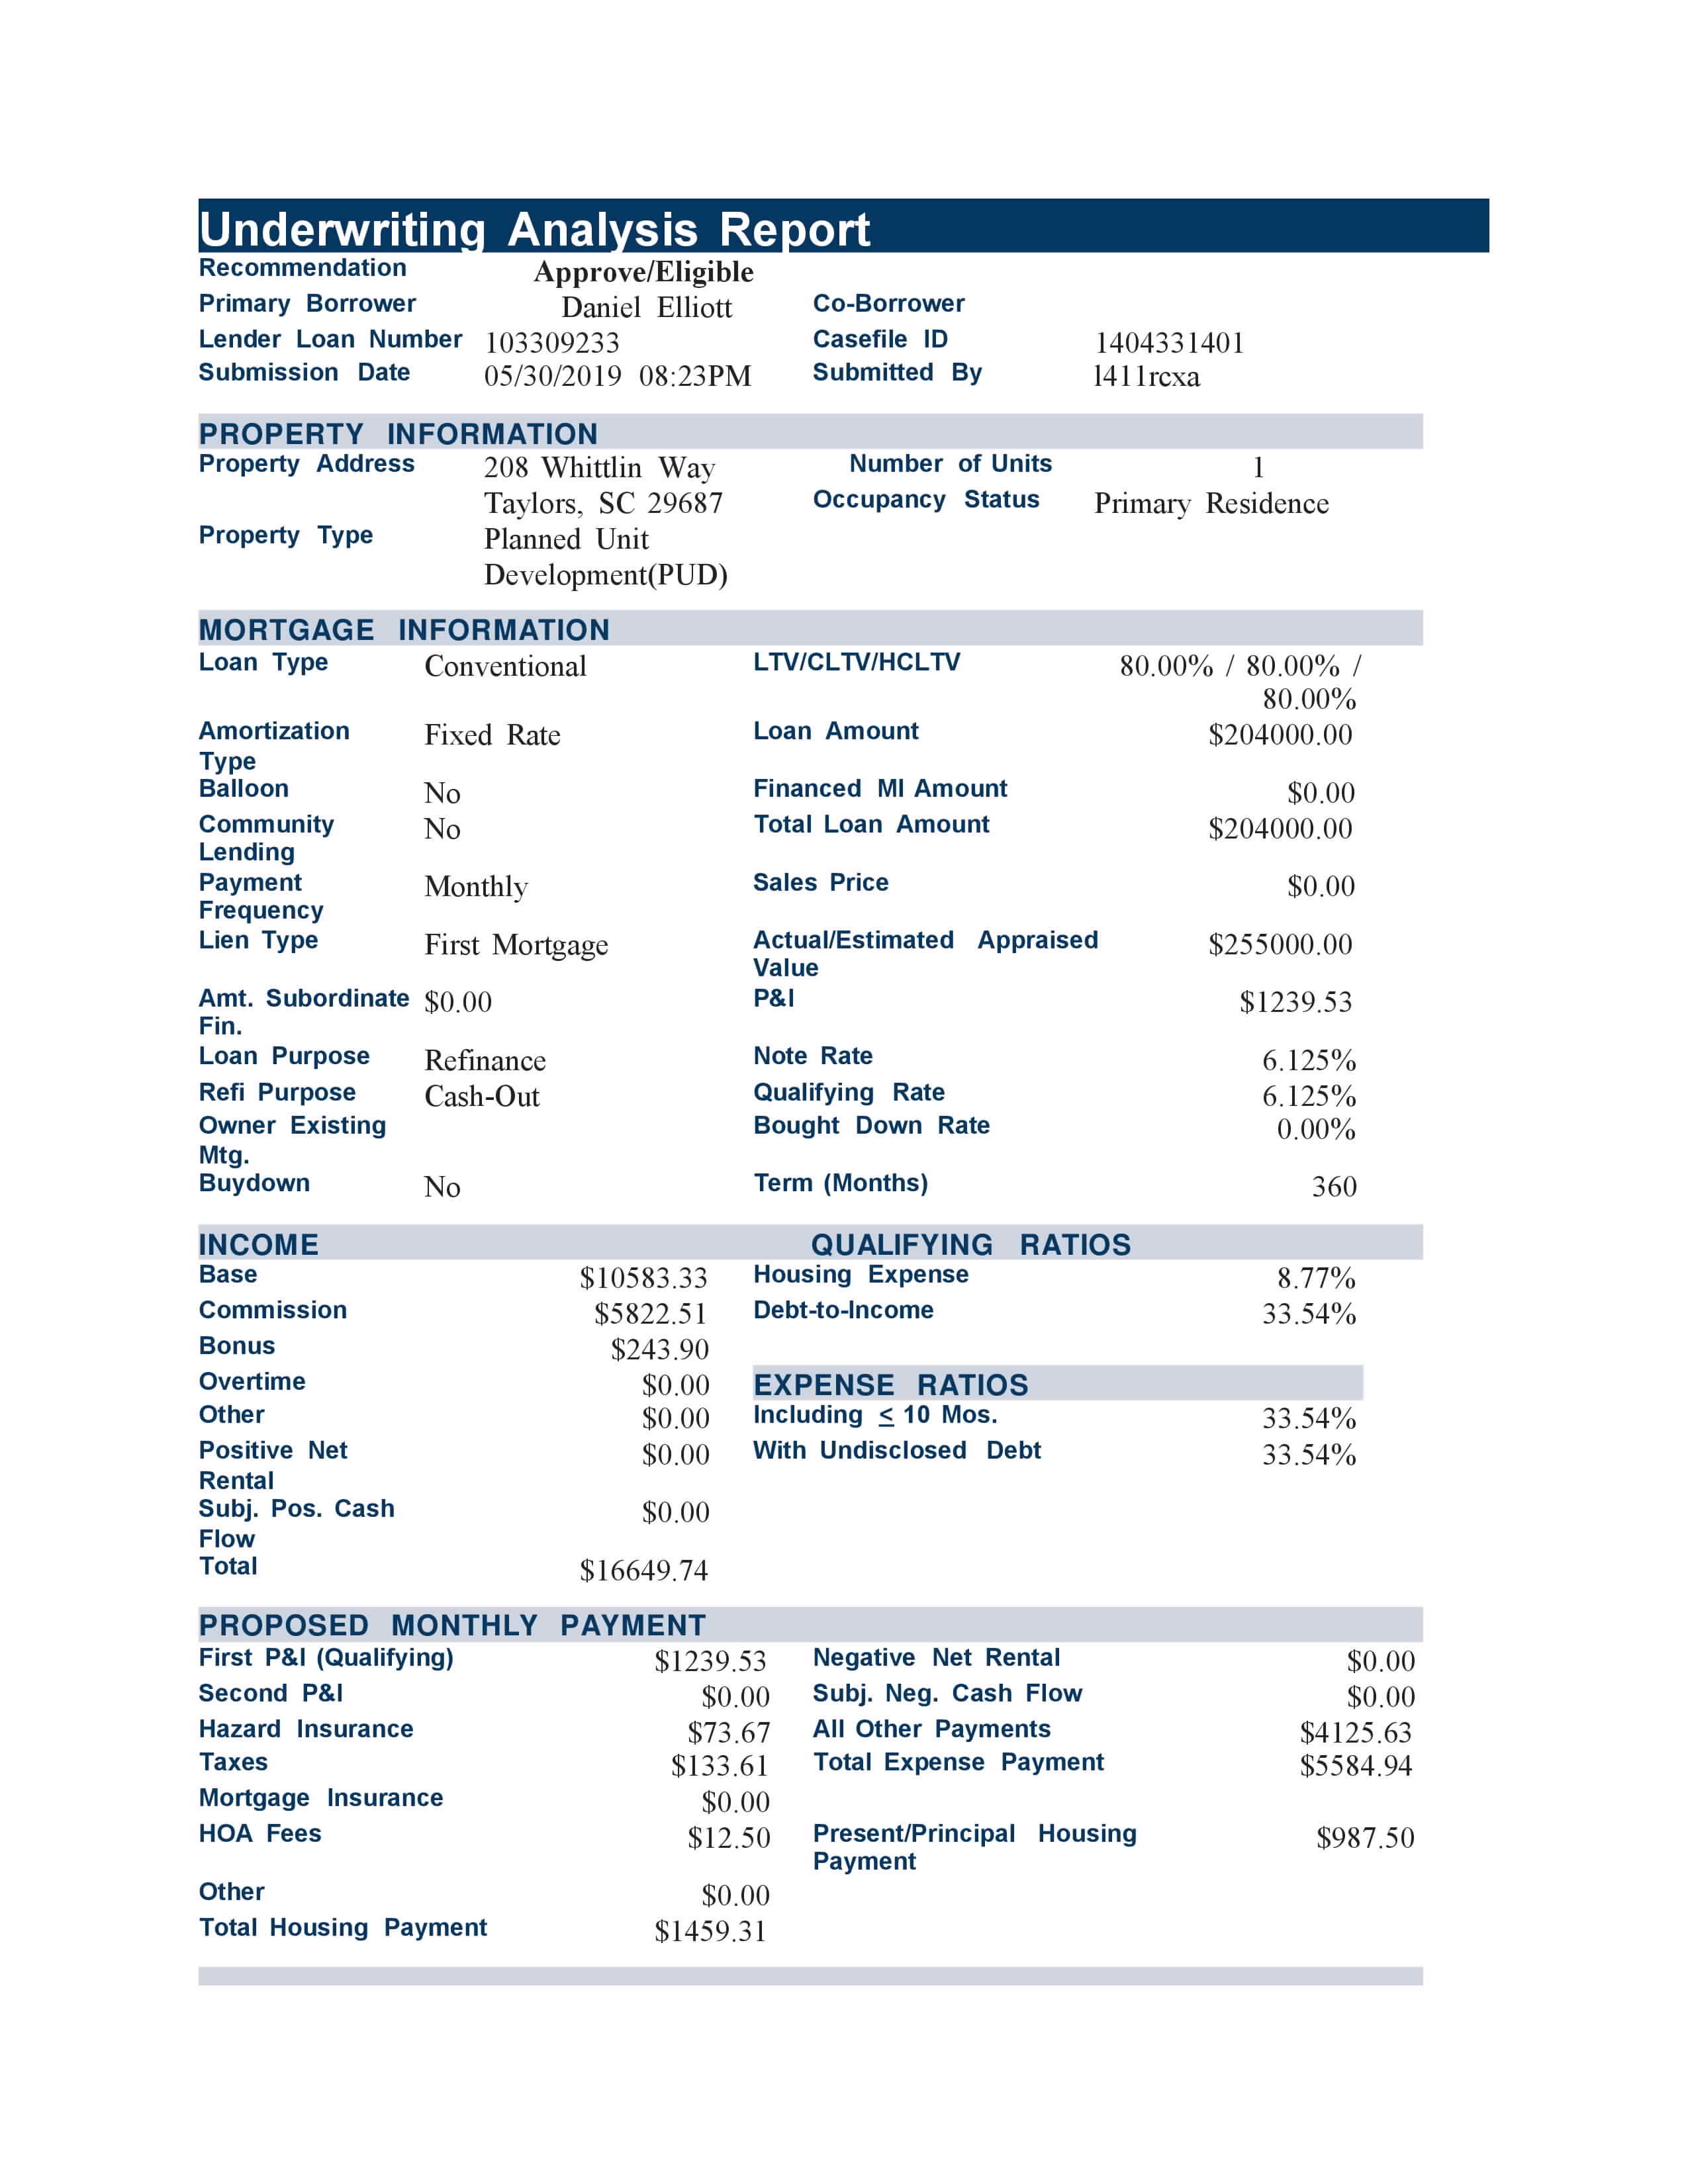 Underwriting Analysis Report
Recommendation Approve/Eligible
Primary Borrower Daniel Elliott Co-Borrower
Lender Loan Number 103309233 Casefile ID 1404331401
Submission Date 05/30/2019 08:23PM Submitted By l411rcxa
PROPERTY INFORMATION
Property Address 208 Whittlin Way Number of Units 1
Taylors, SC 29687 Occupancy Status Primary Residence
Property Type Planned Unit
Development(PUD)
MORTGAGE INFORMATION
Loan Type Conventional LTV/CLTV/HCLTV 80.00% / 80.00% /
80.00%
Amortization Fixed Rate Loan Amount $204000.00
Type
Balloon No Financed MI Amount $0.00
Community No Total Loan Amount $204000.00
Lending
Payment Monthly Sales Price $0.00
Frequency
Lien Type First Mortgage Actual/Estimated Appraised $255000.00
Value
Amt. Subordinate $0.00 P&I $1239.53
Fin.
Loan Purpose Refinance Note Rate 6.125%
Refi Purpose Cash-Out Qualifying Rate 6.125%
Owner Existing Bought Down Rate 0.00%
Mtg.
Buydown No Term (Months) 360
INCOME QUALIFYING RATIOS
Base $10583.33 Housing Expense 8.77%
Commission $5822.51 Debt-to-Income 33.54%
Bonus $243.90
Overtime $0.00 EXPENSE RATIOS
Other $0.00 Including ≤ 10 Mos. 33.54%
Positive Net $0.00 With Undisclosed Debt 33.54%
Rental
Subj. Pos. Cash $0.00
Flow
Total $16649.74
PROPOSED MONTHLY PAYMENT
First P&I (Qualifying) $1239.53 Negative Net Rental $0.00
Second P&I $0.00 Subj. Neg. Cash Flow $0.00
Hazard Insurance $73.67 All Other Payments $4125.63
Taxes $133.61 Total Expense Payment $5584.94
Mortgage Insurance $0.00
HOA Fees $12.50 Present/Principal Housing $987.50
Payment
Other $0.00
Total Housing Payment $1459.31